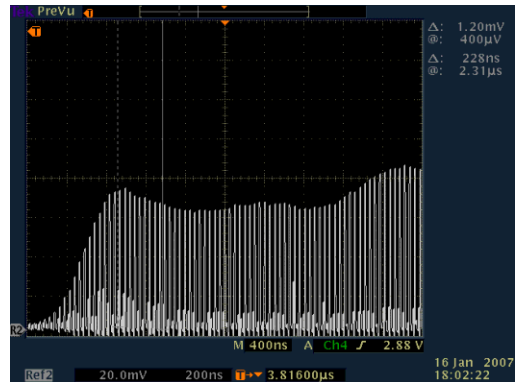 PreVu
Δ: 1.20mV
@: 400μV
Δ: 228ns
@: 2.31μs
R2
M 400ns A Ch4 ƒ 2.88 V
Ref2 20.0mV 200ns T 3.81600μs
16 Jan 2007
18:02:22